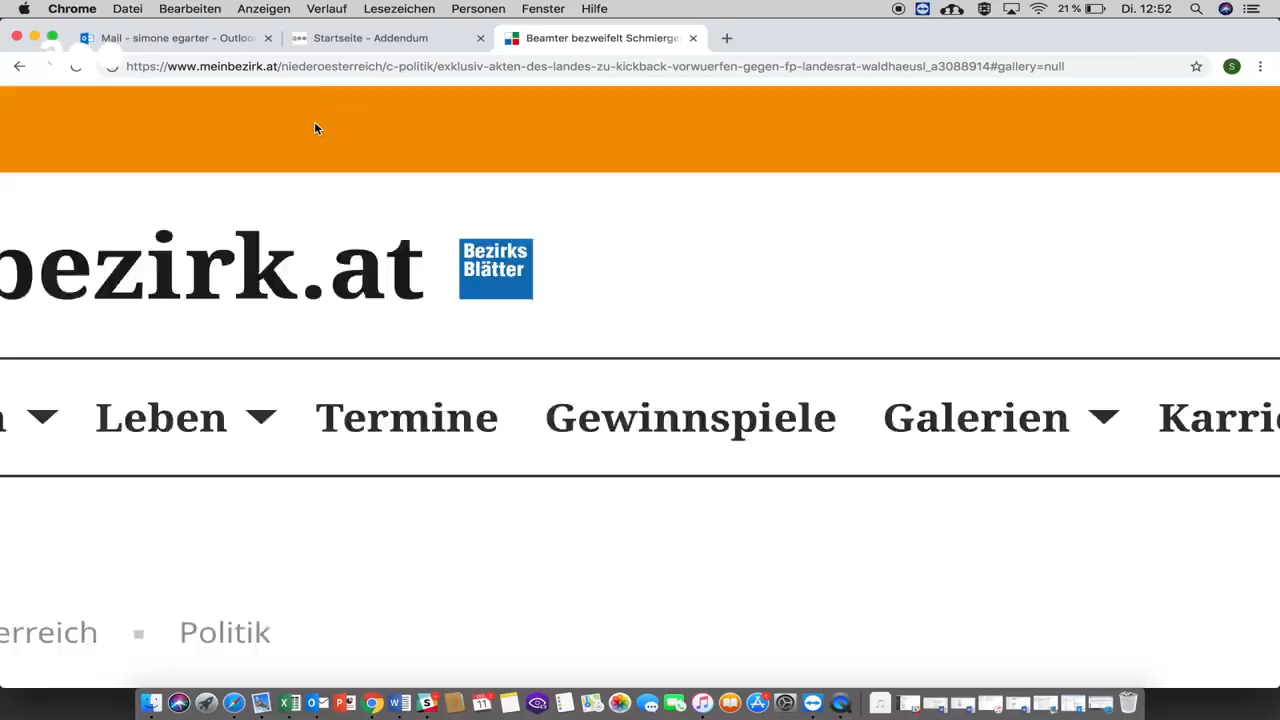 Chrome Datei Bearbeiten Anzeigen Verlauf Lesezeichen Personen Fenster Hilfe 21 % Di. 12:52
Mail - simone egarter - Outloo Startseite - Addendum Beamter bezweifelt Schmierge
https://www.meinbezirk.at/niederoesterreich/c-politik/exklusiv-akten-des-landes-zu-kickback-vorwuerfen-gegen-fp-landesrat-waldhaeusl_a3088914#gallery=null S
bezirk.at Bezirks
Blätter
n Leben Termine Gewinnspiele Galerien Karrie
erreich Politik